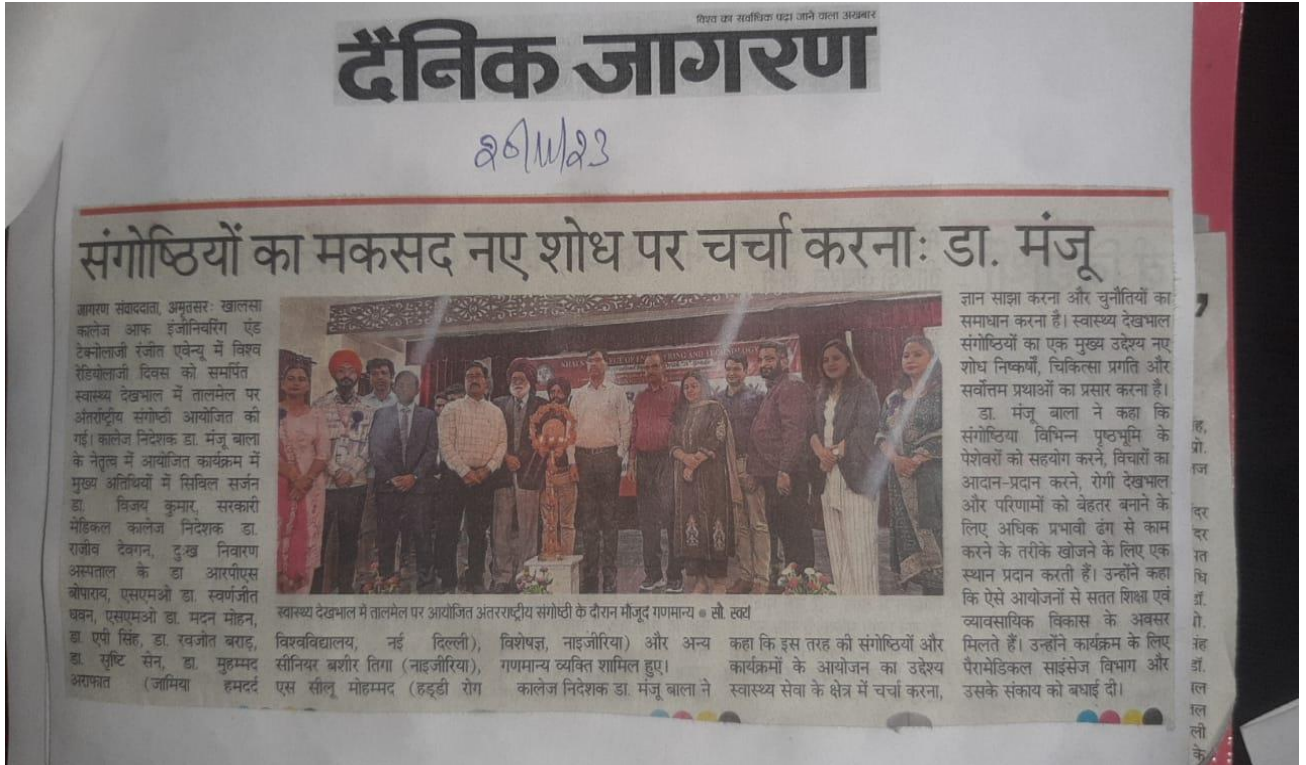 विश्व का सर्वाधिक पढ़ा जाने वाला अखबार
दैनिक जागरण
26/11/23
संगोष्ठियों का मकसद नए शोध पर चर्चा करना: डा. मंजू
जागरण संवाददाता, अमृतसर: खालसा
कालेज आफ इंजीनियरिंग एंड
टेक्नोलाजी रंजीत एवेन्यू में विश्व
रेडियोलाजी दिवस को समर्पित
स्वास्थ्य देखभाल में तालमेल पर
अंतर्राष्ट्रीय संगोष्ठी आयोजित की
गई। कालेज निदेशक डा. मंजू बाला
के नेतृत्व में आयोजित कार्यक्रम में
मुख्य अतिथियों में सिविल सर्जन
डा. विजय कुमार, सरकारी
मेडिकल कालेज निदेशक डा.
राजीव देवगन, दु:ख निवारण
अस्पताल के डा आरपीएस
बोपाराय, एसएमओ डा. स्वर्णजीत
धवन, एसएमओ डा. मदन मोहन,
डा. एपी सिंह, डा. रवजोत बराड़,
डा. सृष्टि सेन, डा. मुहम्मद
अराफात (जामिया हमदर्द
KHALSA COLLEGE OF ENGINEERING AND TECHNOLOGY
स्वास्थ्य देखभाल में तालमेल पर आयोजित अंतरराष्ट्रीय संगोष्ठी के दौरान मौजूद गणमान्य ● सौ. स्वयं
विश्वविद्यालय, नई दिल्ली),
सीनियर बशीर तिगा (नाइजीरिया),
एस सीलू मोहम्मद (हड्डी रोग
विशेषज्ञ, नाइजीरिया) और अन्य
गणमान्य व्यक्ति शामिल हुए।
कालेज निदेशक डा. मंजू बाला ने
कहा कि इस तरह की संगोष्ठियों और
कार्यक्रमों के आयोजन का उद्देश्य
स्वास्थ्य सेवा के क्षेत्र में चर्चा करना,
ज्ञान साझा करना और चुनौतियों का
समाधान करना है। स्वास्थ्य देखभाल
संगोष्ठियों का एक मुख्य उद्देश्य नए
शोध निष्कर्षों, चिकित्सा प्रगति और
सर्वोत्तम प्रथाओं का प्रसार करना है।
डा. मंजू बाला ने कहा कि
संगोष्ठिया विभिन्न पृष्ठभूमि के
पेशेवरों को सहयोग करने, विचारों का
आदान-प्रदान करने, रोगी देखभाल
और परिणामों को बेहतर बनाने के
लिए अधिक प्रभावी ढंग से काम
करने के तरीके खोजने के लिए एक
स्थान प्रदान करती हैं। उन्होंने कहा
कि ऐसे आयोजनों से सतत शिक्षा एवं
व्यावसायिक विकास के अवसर
मिलते हैं। उन्होंने कार्यक्रम के लिए
पैरामेडिकल साइंसेज विभाग और
उसके संकाय को बधाई दी।